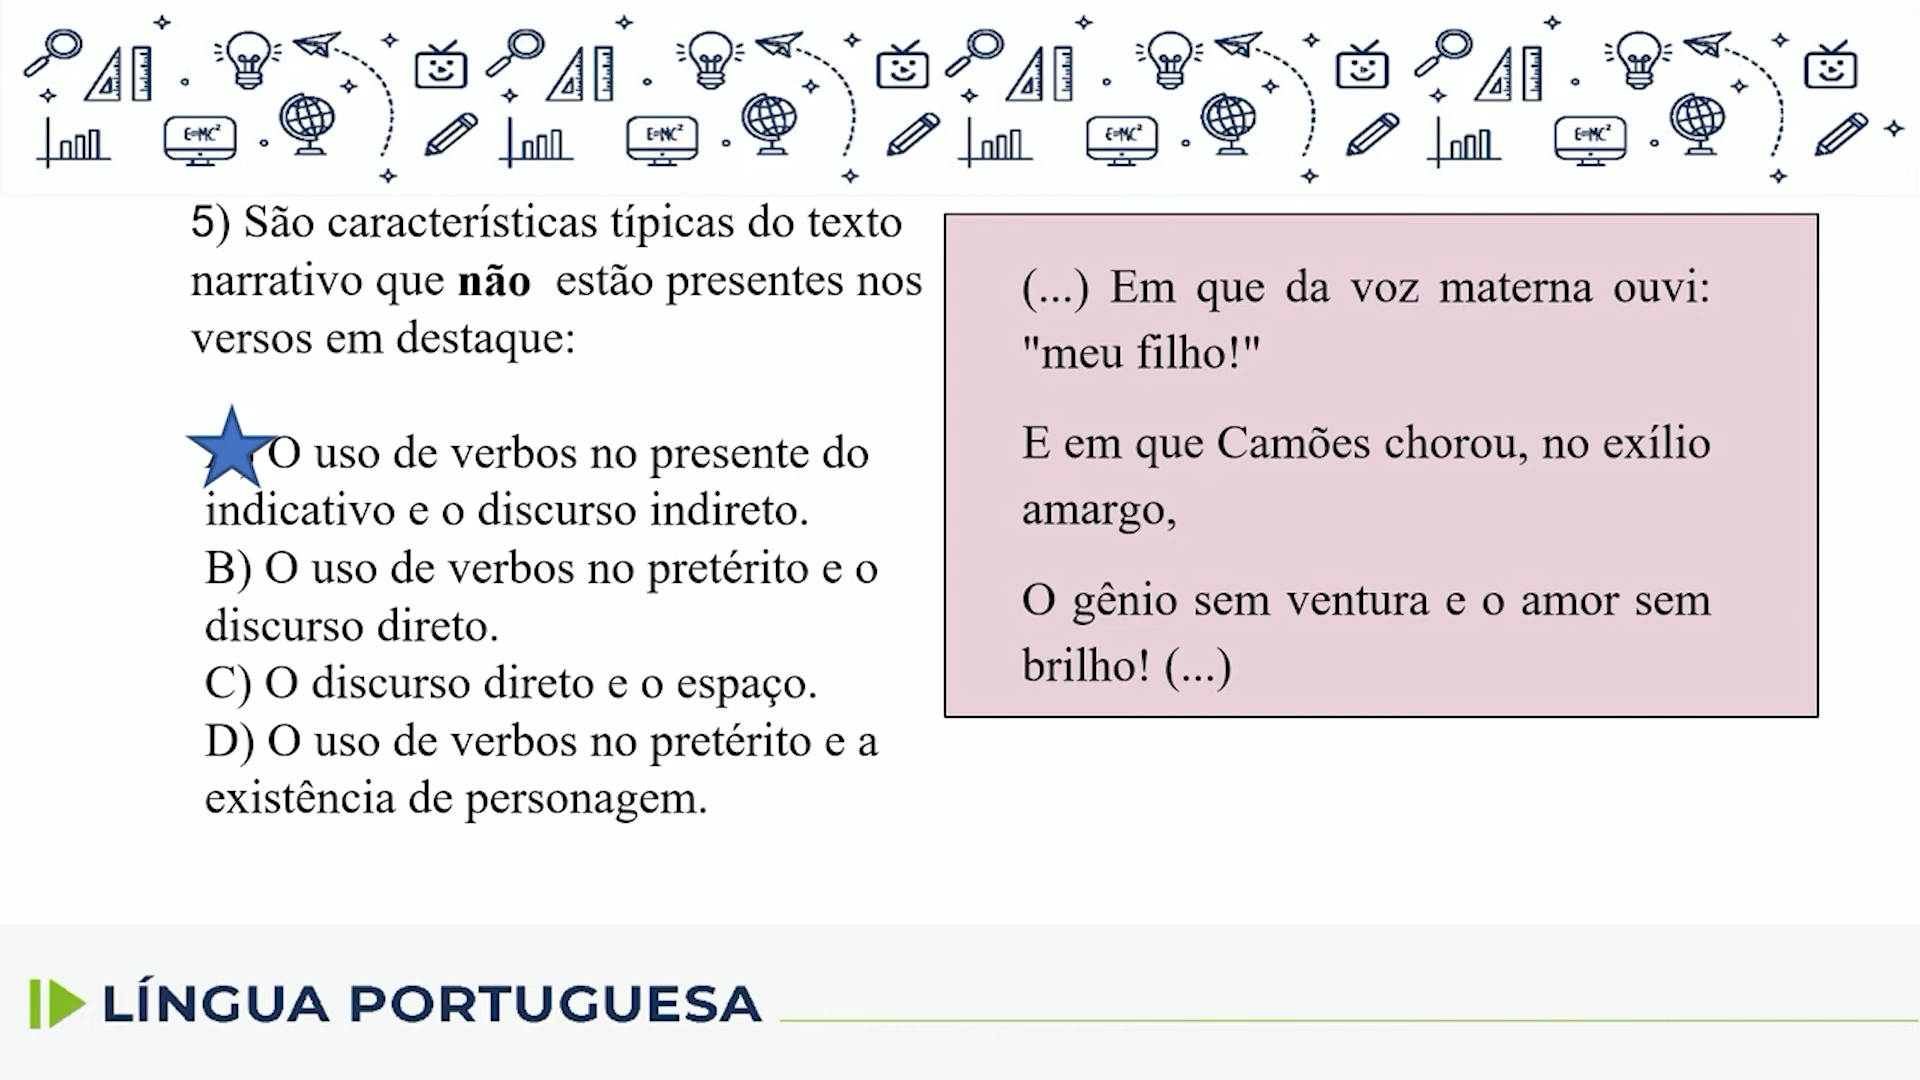 E=MC² E=MC² E=MC² E=MC²
5) São características típicas do texto
narrativo que não estão presentes nos
versos em destaque:
O uso de verbos no presente do
indicativo e o discurso indireto.
B) O uso de verbos no pretérito e o
discurso direto.
C) O discurso direto e o espaço.
D) O uso de verbos no pretérito e a
existência de personagem.
(...) Em que da voz materna ouvi:
"meu filho!"
E em que Camões chorou, no exílio
amargo,
O gênio sem ventura e o amor sem
brilho! (...)
LÍNGUA PORTUGUESA